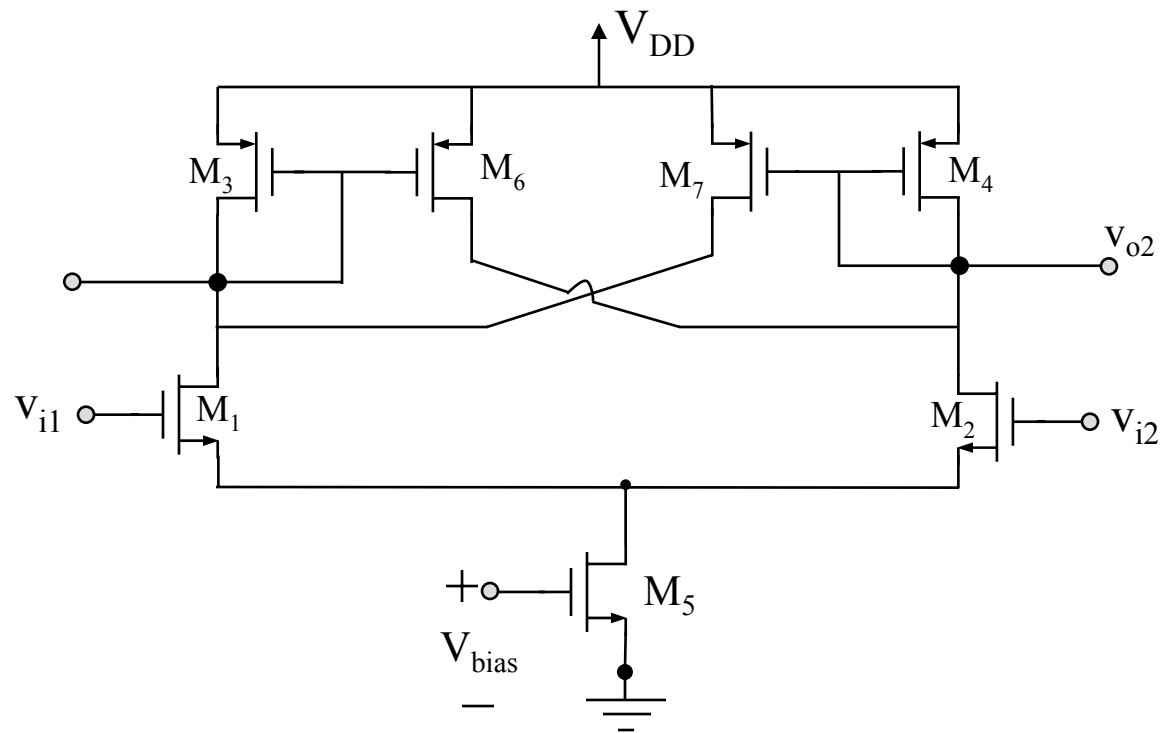 V_DD
M_3
M_6
M_7
M_4
v_o2
v_i1
M_1
M_2
v_i2
+
M_5
V_bias
−